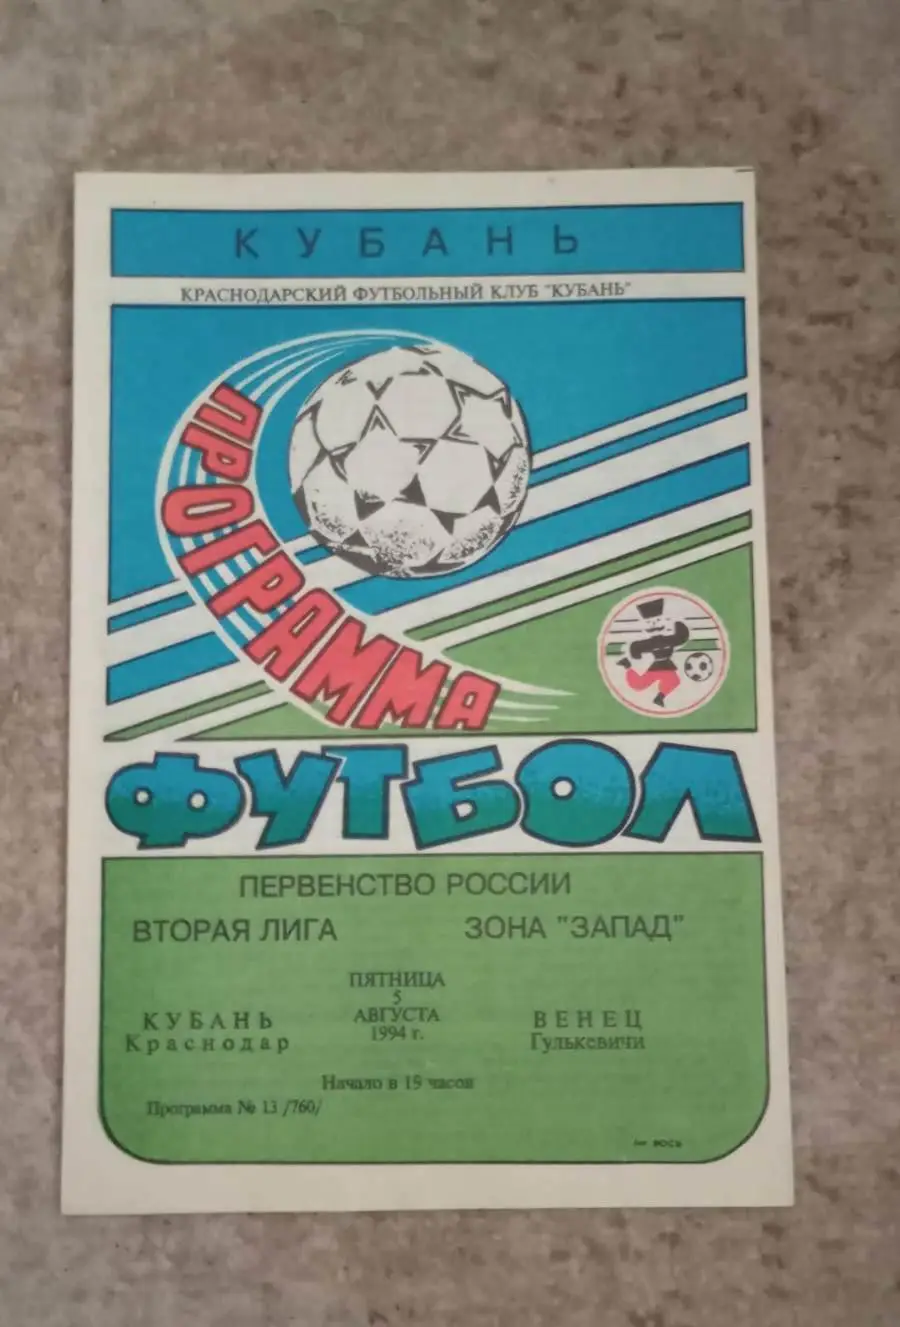 КУБАНЬ
КРАСНОДАРСКИЙ ФУТБОЛЬНЫЙ КЛУБ "КУБАНЬ"
ПРОГРАММА
ФУТБОЛ
ПЕРВЕНСТВО РОССИИ
ВТОРАЯ ЛИГА ЗОНА "ЗАПАД"
ПЯТНИЦА
5
АВГУСТА
1994 г.
КУБАНЬ
Краснодар
ВЕНЕЦ
Гулькевичи
Начало в 19 часов
Программа № 13 /760/